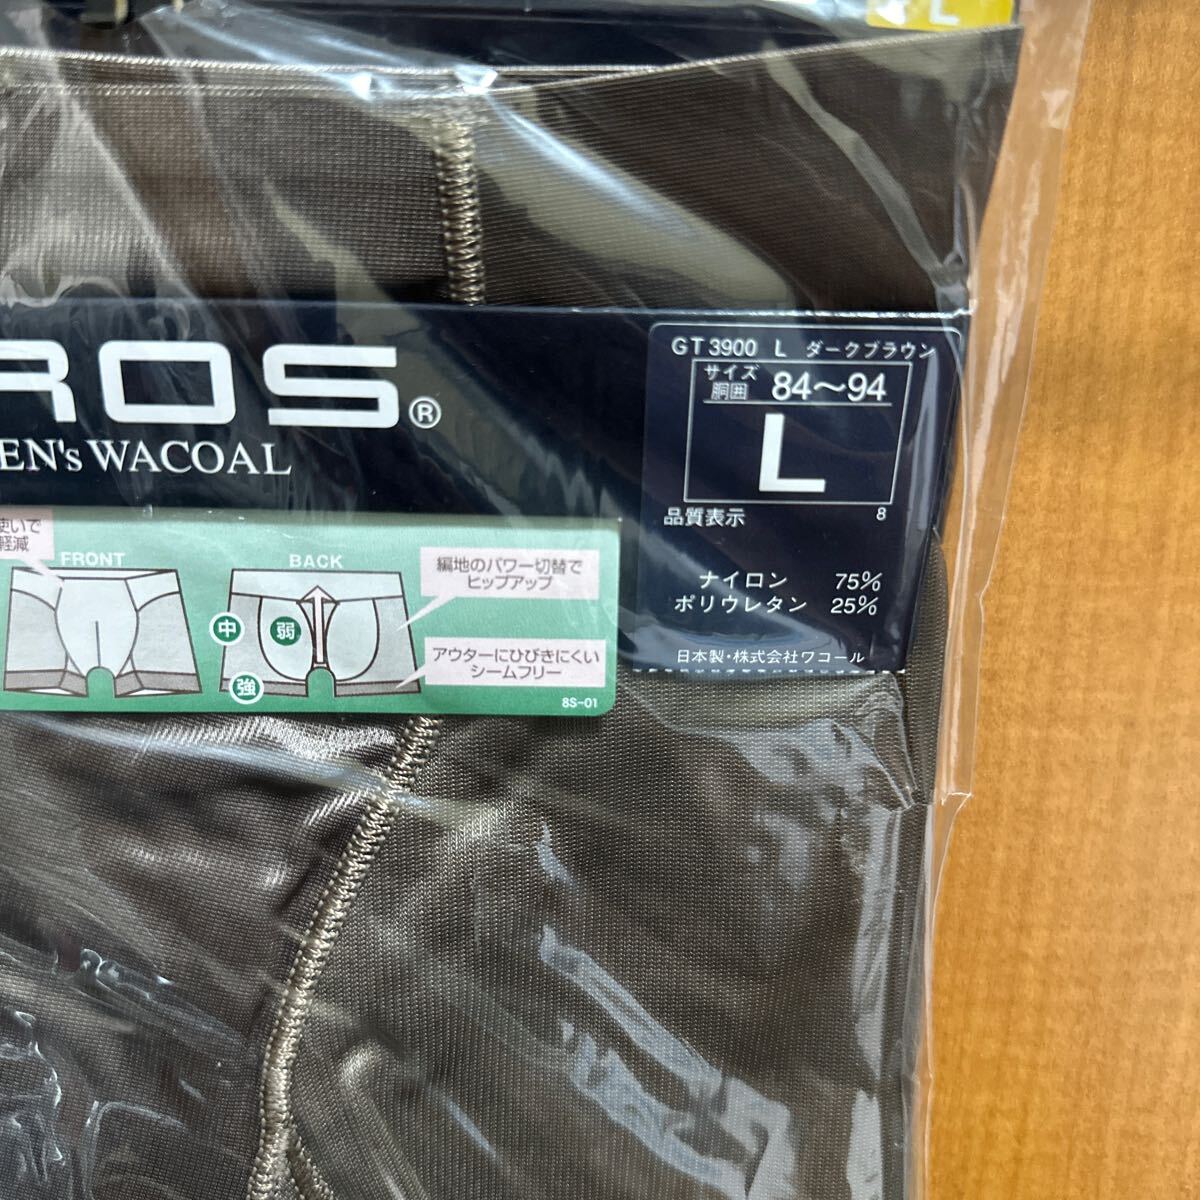 L
ROS®
EN's WACOAL
GT3900 L ダークブラウン
サイズ
胴囲 84〜94
L
品質表示 8
ナイロン 75%
ポリウレタン 25%
日本製・株式会社ワコール
使いで
軽減
FRONT
BACK
編地のパワー切替で
ヒップアップ
中
弱
強
アウターにひびきにくい
シームフリー
8S-01